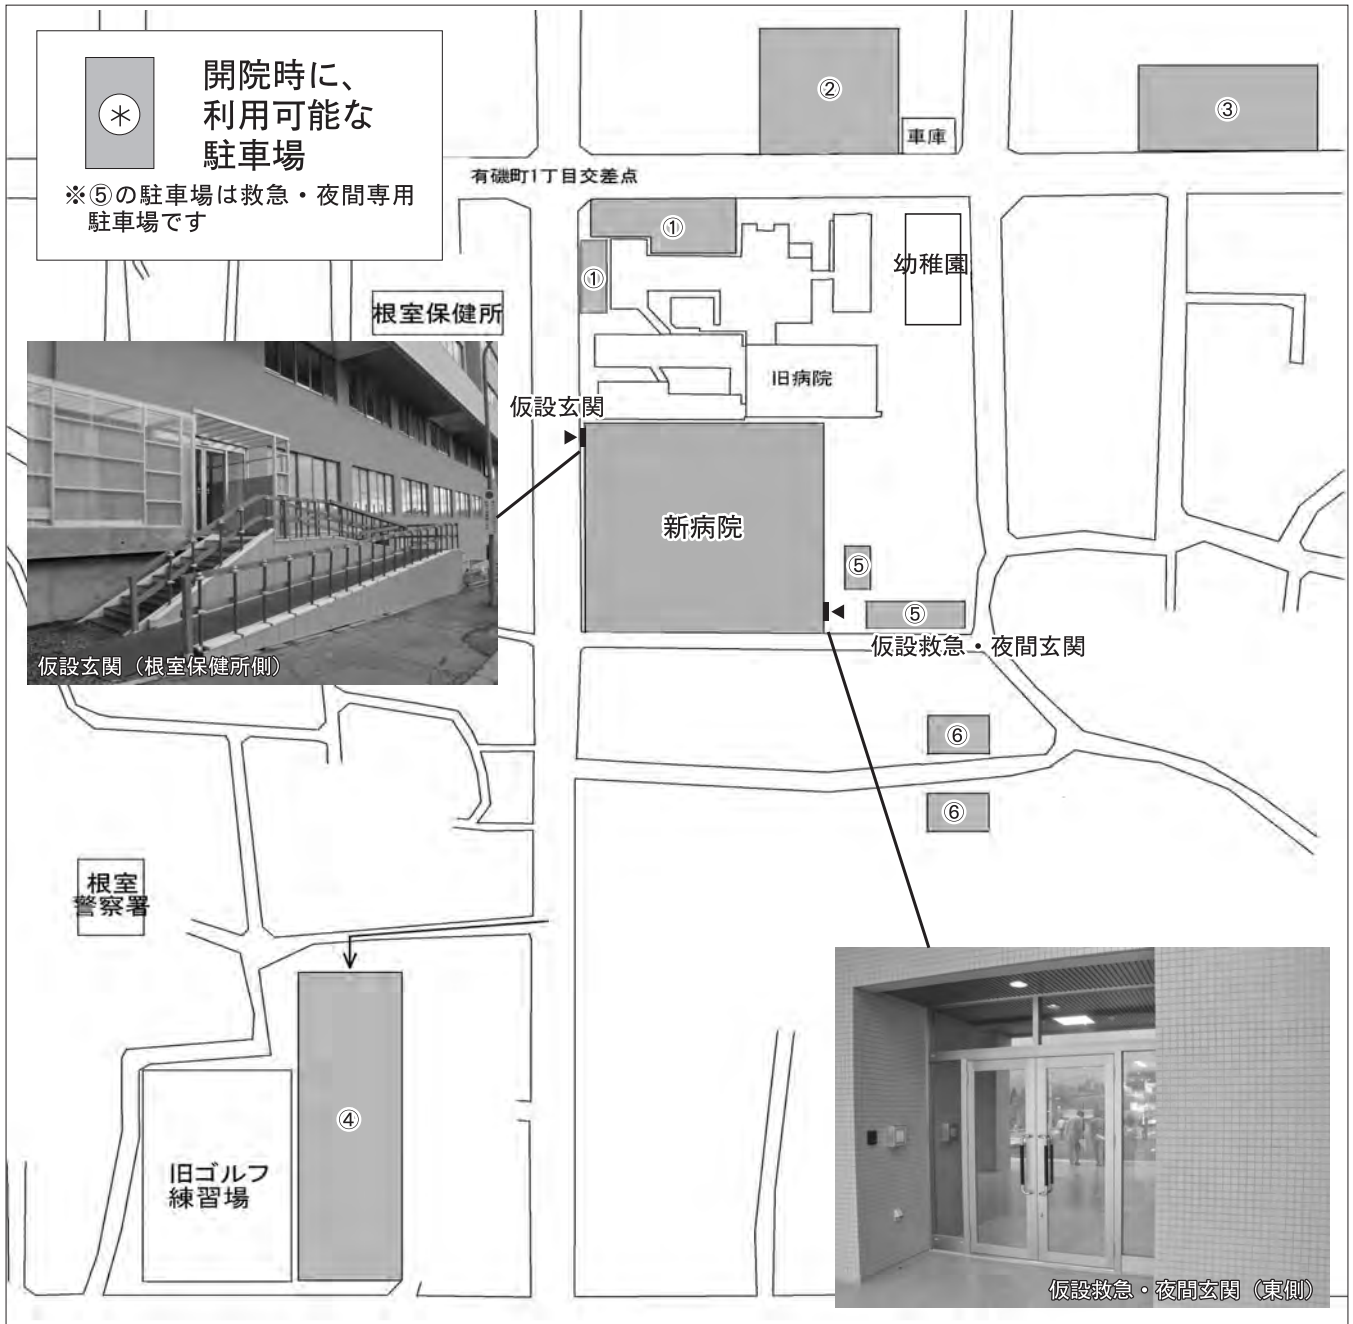 ＊
開院時に、
利用可能な
駐車場
※⑤の駐車場は救急・夜間専用
駐車場です
②
③
車庫
有磯町1丁目交差点
①
①
幼稚園
根室保健所
旧病院
仮設玄関
新病院
⑤
⑤
仮設救急・夜間玄関
仮設玄関（根室保健所側）
⑥
⑥
根室
警察署
④
旧ゴルフ
練習場
仮設救急・夜間玄関（東側）